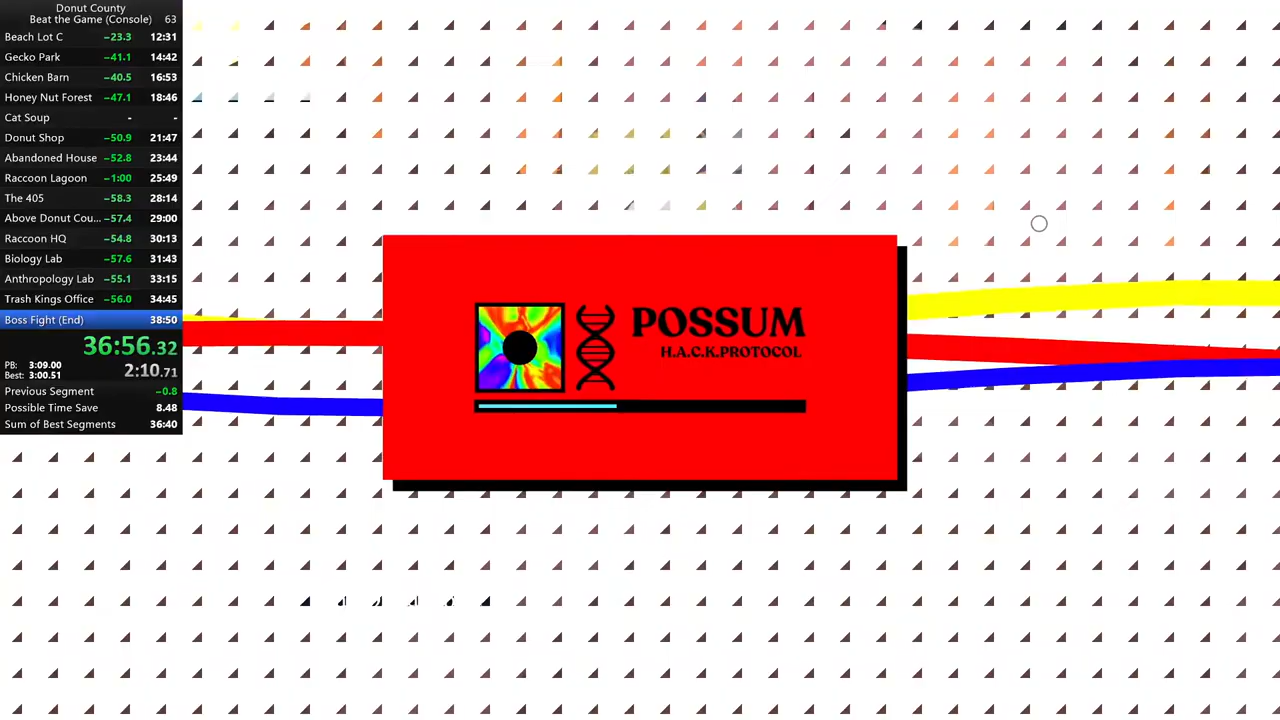 Donut County
Beat the Game (Console) 63
Beach Lot C −23.3 12:31
Gecko Park −41.1 14:42
Chicken Barn −40.5 16:53
Honey Nut Forest −47.1 18:46
Cat Soup - -
Donut Shop −50.9 21:47
Abandoned House −52.8 23:44
Raccoon Lagoon −1:00 25:49
The 405 −58.3 28:14
Above Donut Cou... −57.4 29:00
Raccoon HQ −54.8 30:13
Biology Lab −57.6 31:43
Anthropology Lab −55.1 33:15
Trash Kings Office −56.0 34:45
Boss Fight (End) 38:50
36:56.32
PB: 3:09.00
Best: 3:00.51
2:10.71
Previous Segment −0.8
Possible Time Save 8.48
Sum of Best Segments 36:40
POSSUM
H.A.C.K.PROTOCOL